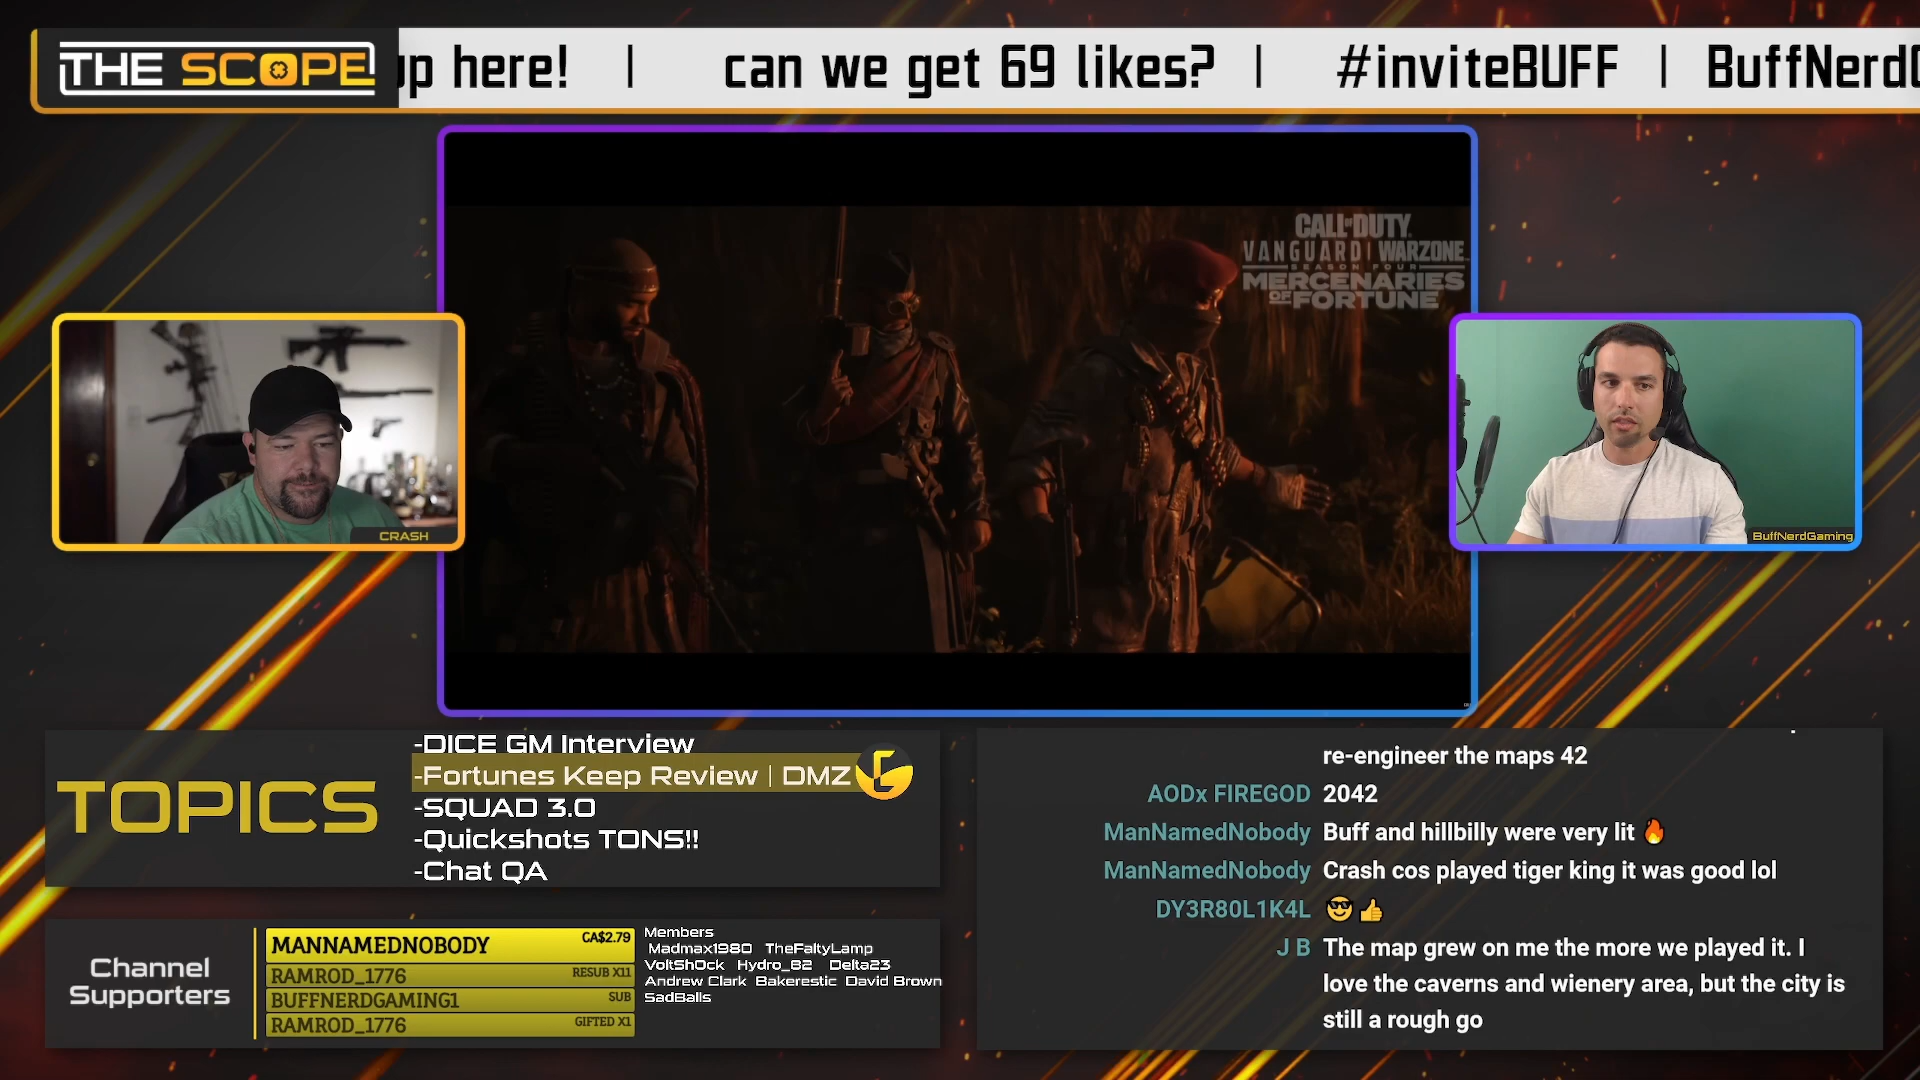 THE SCOPE
up here! | can we get 69 likes? | #inviteBUFF | BuffNerdG
CALL OF DUTY
VANGUARD | WARZONE
SEASON FOUR
MERCENARIES
OF FORTUNE
CRASH
BuffNerdGaming
TOPICS
-DICE GM Interview
-Fortunes Keep Review | DMZ
-SQUAD 3.0
-Quickshots TONS!!
-Chat QA
Channel
Supporters
MANNAMEDNOBODY CA$2.79
RAMROD_1776 RESUB X11
BUFFNERDGAMING1 SUB
RAMROD_1776 GIFTED X1
Members
Madmax1980 TheFaltyLamp
VoltShOck Hydro_82 Delta23
Andrew Clark Bakerestic David Brown
SadBalls
re-engineer the maps 42
AODx FIREGOD 2042
ManNamedNobody Buff and hillbilly were very lit 🔥
ManNamedNobody Crash cos played tiger king it was good lol
DY3R80L1K4L 😎👍
J B The map grew on me the more we played it. I
love the caverns and wienery area, but the city is
still a rough go